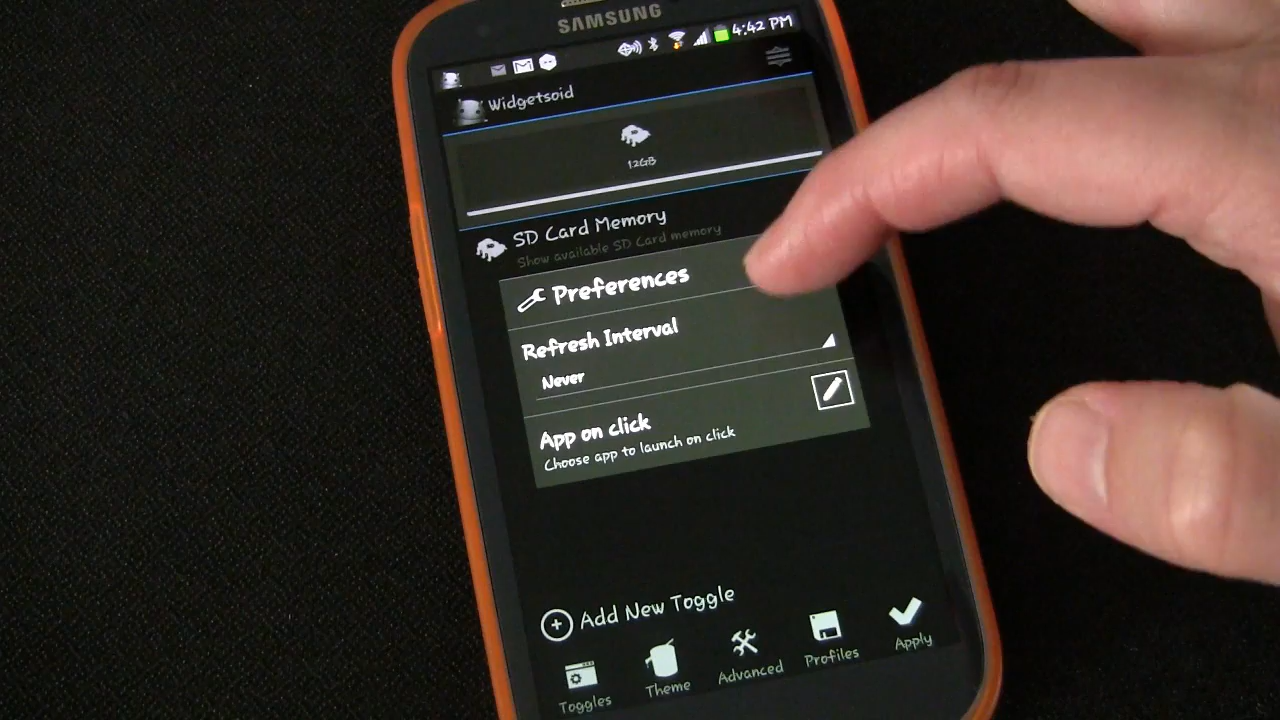 SAMSUNG
4:42 PM
Widgetsoid
12GB
SD Card Memory
Show available SD Card memory
Preferences
Refresh Interval
Never
App on click
Choose app to launch on click
Add New Toggle
Toggles
Theme
Advanced
Profiles
Apply